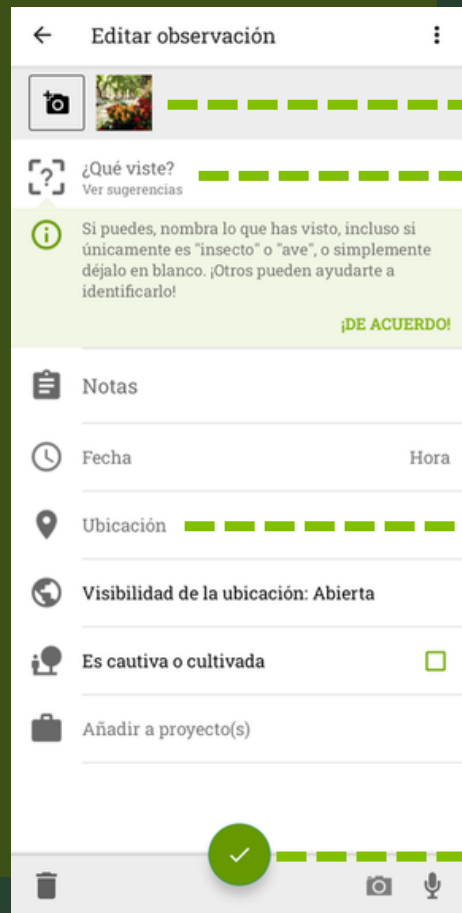 Editar observación
¿Qué viste?
Ver sugerencias
Si puedes, nombra lo que has visto, incluso si
únicamente es "insecto" o "ave", o simplemente
déjalo en blanco. ¡Otros pueden ayudarte a
identificarlo!
¡DE ACUERDO!
Notas
Fecha Hora
Ubicación
Visibilidad de la ubicación: Abierta
Es cautiva o cultivada
Añadir a proyecto(s)